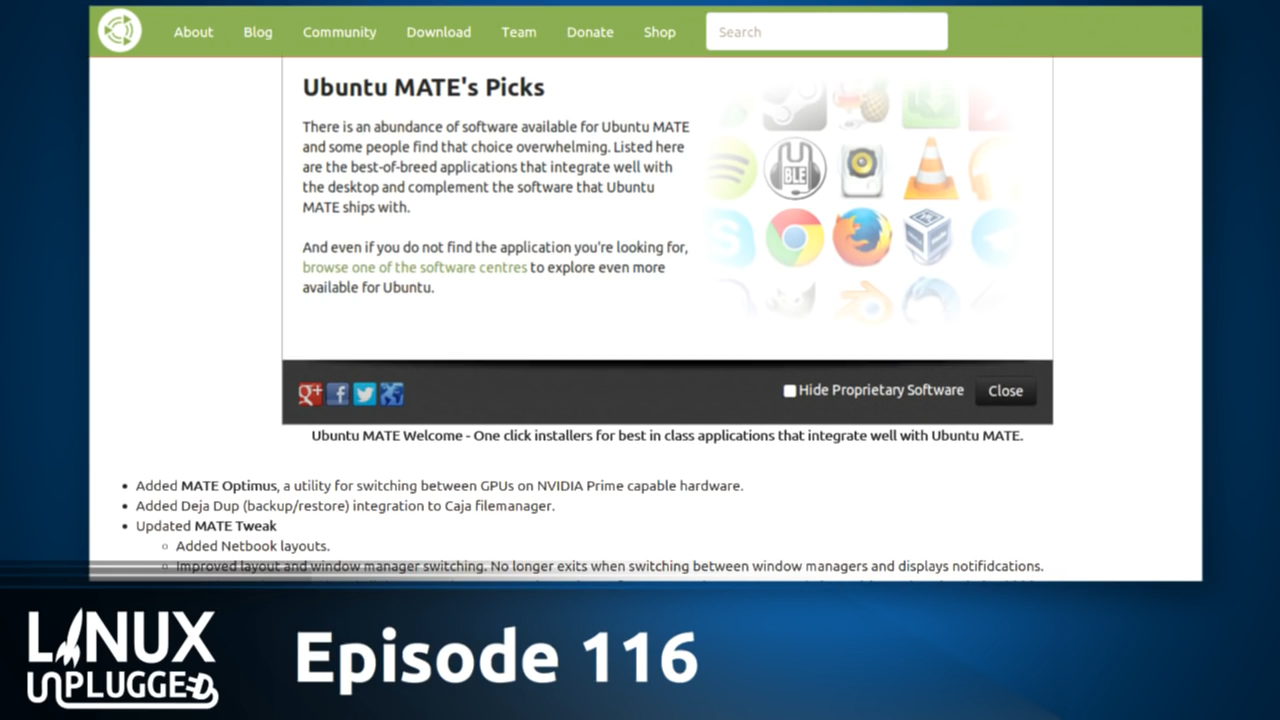 About Blog Community Download Team Donate Shop Search
Ubuntu MATE's Picks
There is an abundance of software available for Ubuntu MATE
and some people find that choice overwhelming. Listed here
are the best-of-breed applications that integrate well with
the desktop and complement the software that Ubuntu
MATE ships with.
And even if you do not find the application you're looking for,
browse one of the software centres to explore even more
available for Ubuntu.
Hide Proprietary Software Close
Ubuntu MATE Welcome - One click installers for best in class applications that integrate well with Ubuntu MATE.
• Added MATE Optimus, a utility for switching between GPUs on NVIDIA Prime capable hardware.
• Added Deja Dup (backup/restore) integration to Caja filemanager.
• Updated MATE Tweak
◦ Added Netbook layouts.
◦ Improved layout and window manager switching. No longer exits when switching between window managers and displays notifidcations.
LINUX
UNPLUGGED
Episode 116